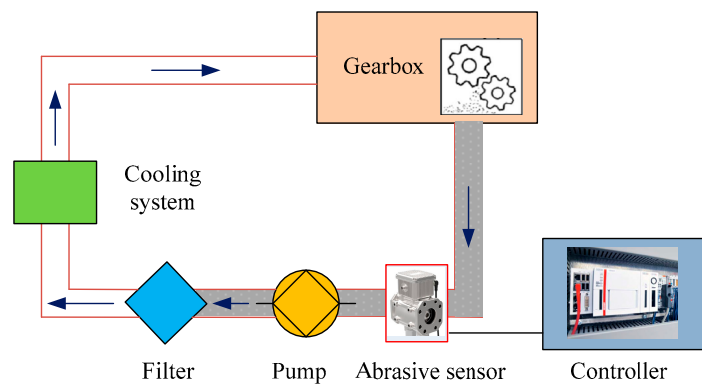 Gearbox
Cooling
system
Filter
Pump
Abrasive sensor
Controller